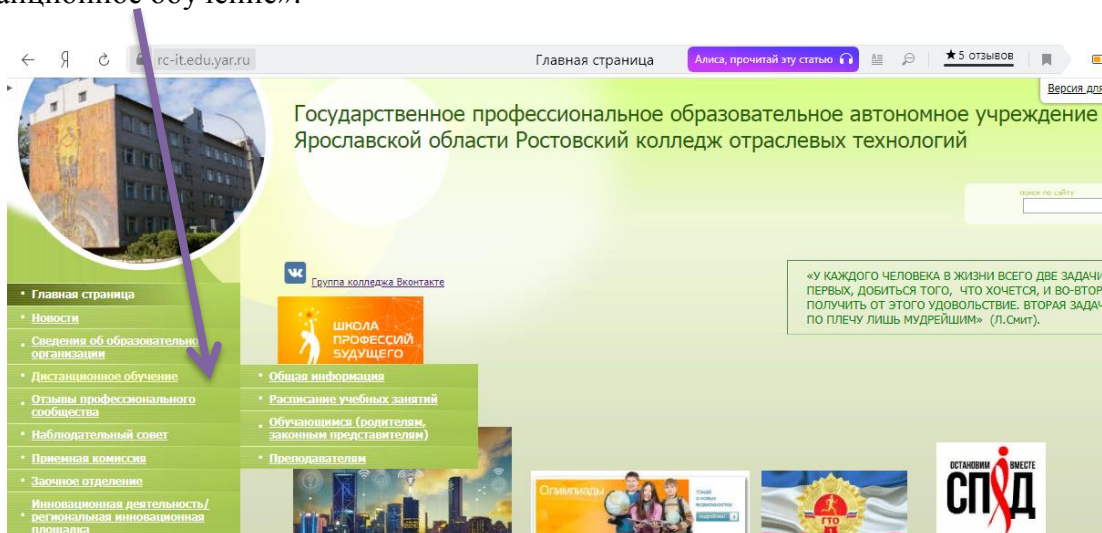 обучение».
rc-it.edu.yar.ru
Главная страница
Алиса, прочитай эту статью
★5 отзывов
Версия для
Государственное профессиональное образовательное автономное учреждение
Ярославской области Ростовский колледж отраслевых технологий
поиск по сайту
Группа колледжа Вконтакте
«У КАЖДОГО ЧЕЛОВЕКА В ЖИЗНИ ВСЕГО ДВЕ ЗАДАЧИ
ПЕРВЫХ, ДОБИТЬСЯ ТОГО, ЧТО ХОЧЕТСЯ, И ВО-ВТОР
ПОЛУЧИТЬ ОТ ЭТОГО УДОВОЛЬСТВИЕ. ВТОРАЯ ЗАДАЧ
ПО ПЛЕЧУ ЛИШЬ МУДРЕЙШИМ» (Л.Смит).
ШКОЛА
ПРОФЕССИЙ
БУДУЩЕГО
Главная страница
Новости
Сведения об образовательно
организации
Дистанционное обучение
Отзывы профессионального
сообщества
Наблюдательный совет
Приемная комиссия
Заочное отделение
Инновационная деятельность/
региональная инновационная
площадка
Общая информация
Расписание учебных занятий
Обучающимся (родителям,
законным представителям)
Преподавателям
Олимпиады
Узнай
о новых
возможностях
ГТО
ОСТАНОВИМ ВМЕСТЕ
СПИД